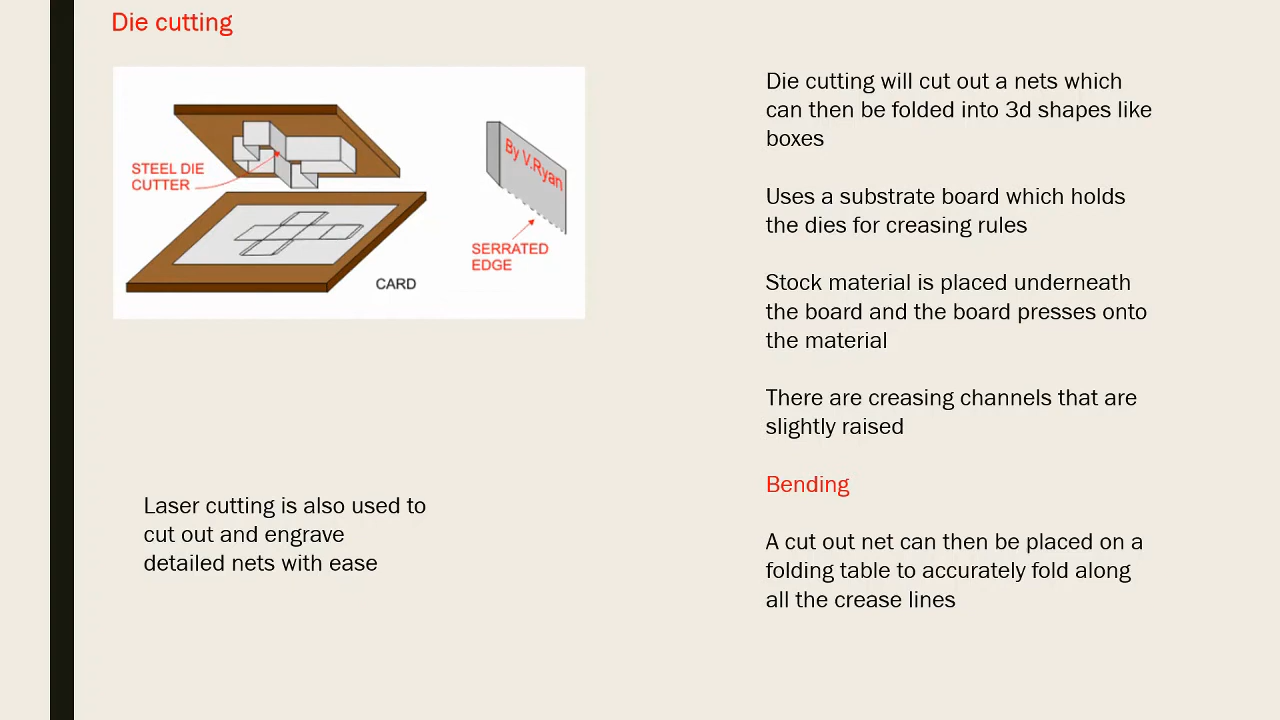 Die cutting
STEEL DIE
CUTTER
By V.Ryan
SERRATED
EDGE
CARD
Laser cutting is also used to
cut out and engrave
detailed nets with ease
Die cutting will cut out a nets which
can then be folded into 3d shapes like
boxes
Uses a substrate board which holds
the dies for creasing rules
Stock material is placed underneath
the board and the board presses onto
the material
There are creasing channels that are
slightly raised
Bending
A cut out net can then be placed on a
folding table to accurately fold along
all the crease lines